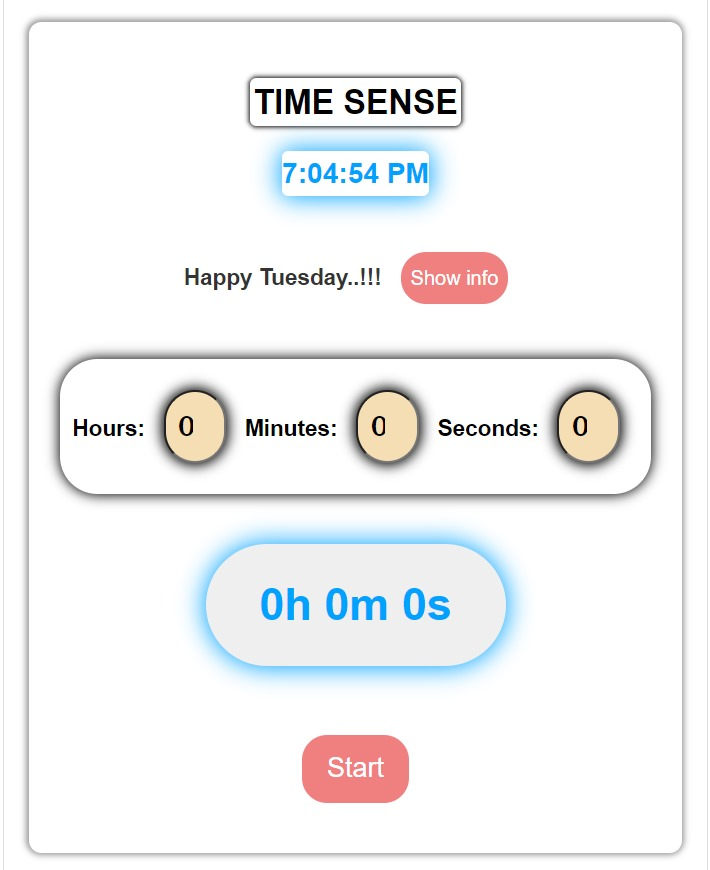 TIME SENSE
7:04:54 PM
Happy Tuesday..!!! Show info
Hours: 0 Minutes: 0 Seconds: 0
0h 0m 0s
Start